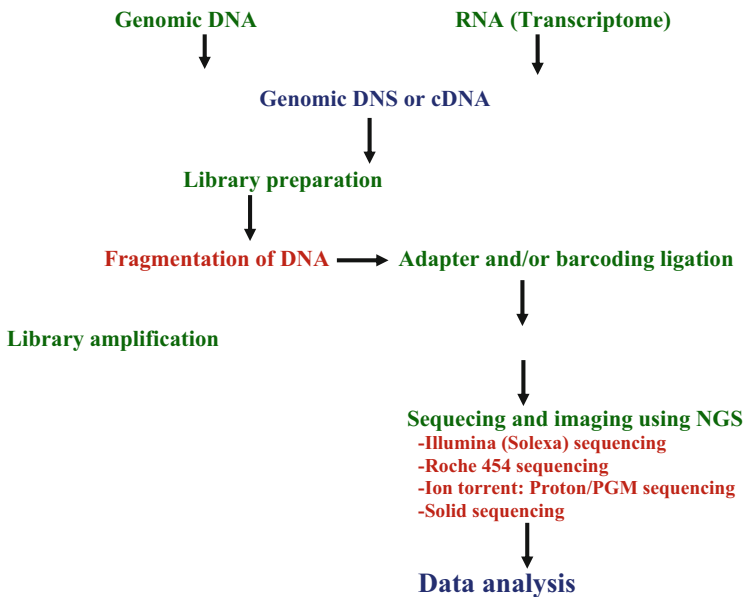 Genomic DNA
RNA (Transcriptome)
Genomic DNS or cDNA
Library preparation
Fragmentation of DNA
Adapter and/or barcoding ligation
Library amplification
Sequecing and imaging using NGS
-Illumina (Solexa) sequencing
-Roche 454 sequencing
-Ion torrent: Proton/PGM sequencing
-Solid sequencing
Data analysis